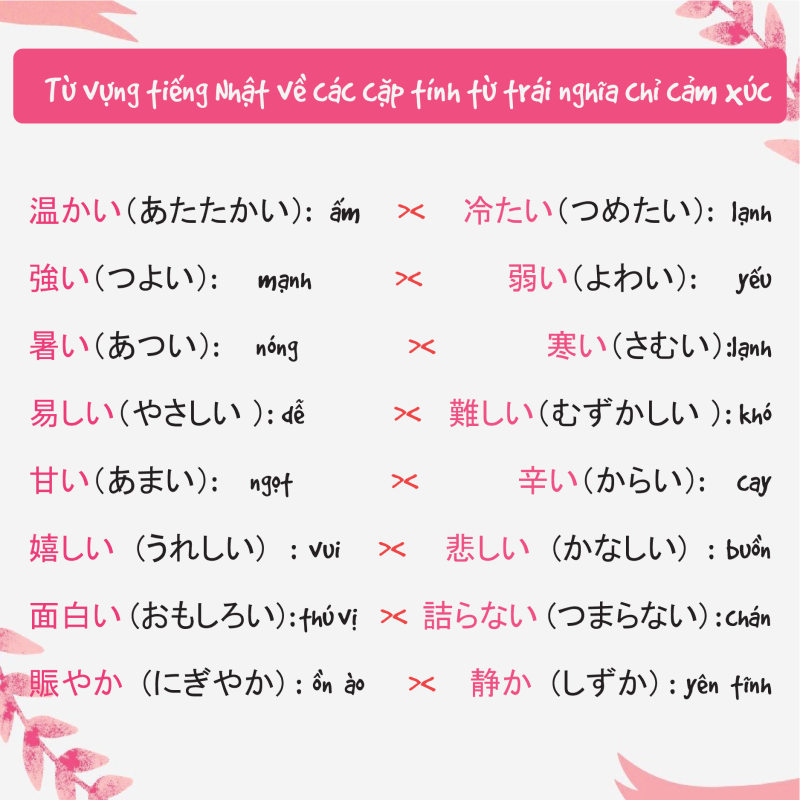 Từ vựng tiếng Nhật về các cặp tính từ trái nghĩa chỉ cảm xúc
温かい(あたたかい): ấm >< 冷たい(つめたい): lạnh
強い(つよい): mạnh >< 弱い(よわい): yếu
暑い(あつい): nóng >< 寒い(さむい):lạnh
易しい(やさしい ): dễ >< 難しい(むずかしい ): khó
甘い(あまい): ngọt >< 辛い(からい): cay
嬉しい (うれしい) : vui >< 悲しい (かなしい) : buồn
面白い(おもしろい):thú vị >< 詰らない(つまらない):chán
賑やか (にぎやか) : ồn ào >< 静か (しずか) : yên tĩnh